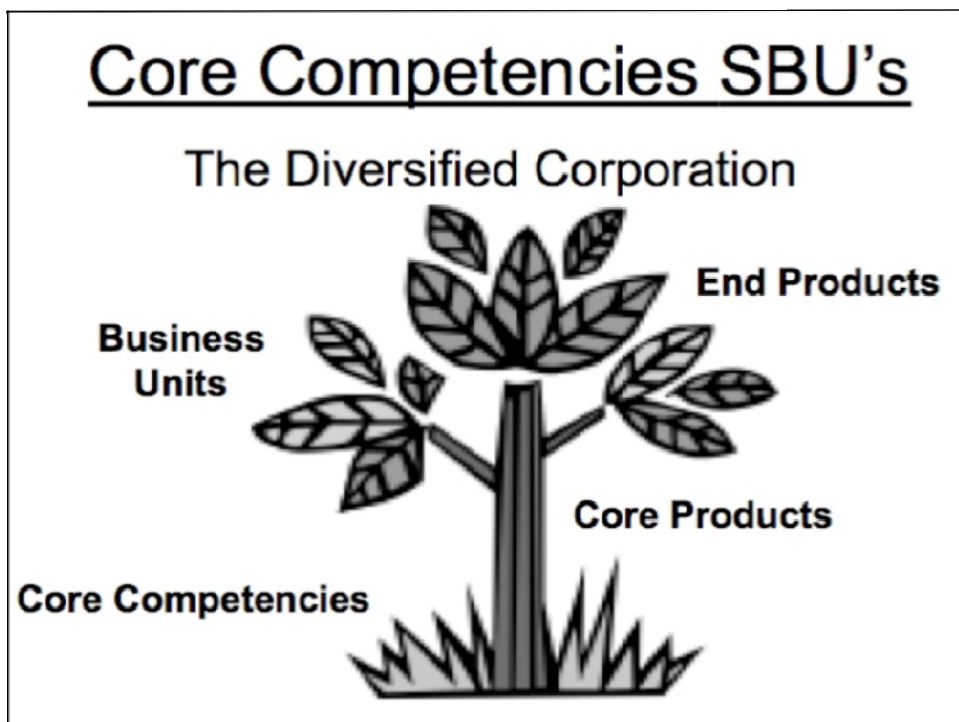 Core Competencies SBU's
The Diversified Corporation
End Products
Business
Units
Core Products
Core Competencies